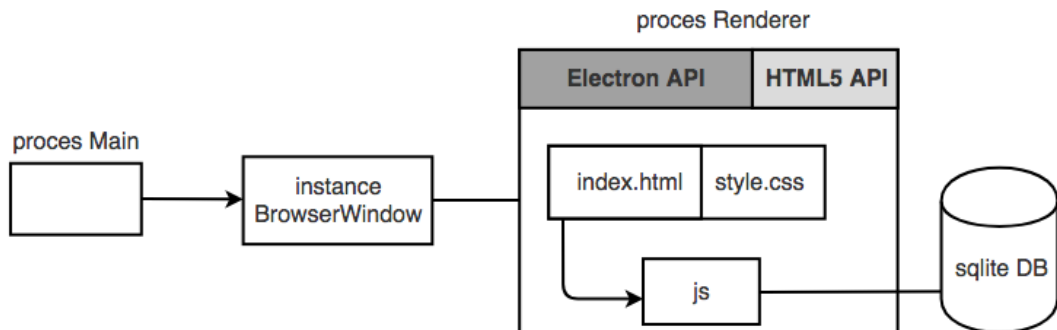 proces Renderer
Electron API
HTML5 API
proces Main
instance
BrowserWindow
index.html
style.css
js
sqlite DB